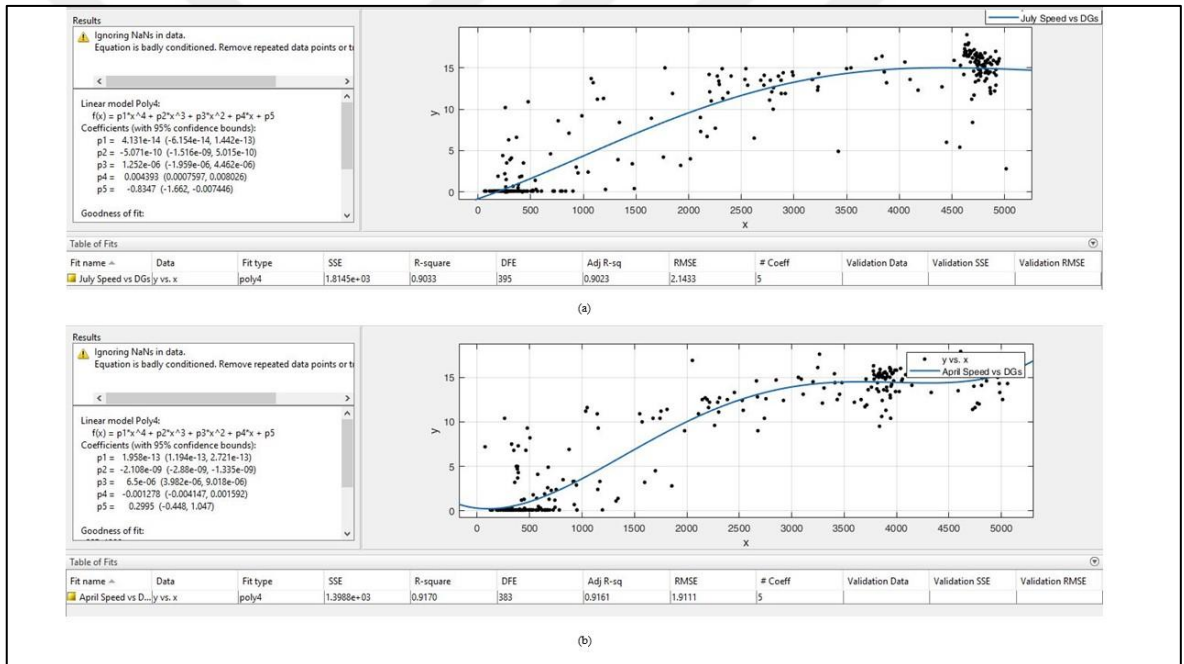 Results
Ignoring NaNs in data.
Equation is badly conditioned. Remove repeated data points or t
Linear model Poly4:
f(x) = p1*x^4 + p2*x^3 + p3*x^2 + p4*x + p5
Coefficients (with 95% confidence bounds):
p1 = 4.131e-14 (-6.154e-14, 1.442e-13)
p2 = -5.071e-10 (-1.516e-09, 5.015e-10)
p3 = 1.252e-06 (-1.959e-06, 4.462e-06)
p4 = 0.004393 (0.0007597, 0.008026)
p5 = -0.8347 (-1.662, -0.007446)
Goodness of fit:
July Speed vs DGs
15
10
5
0
y
0 500 1000 1500 2000 2500 3000 3500 4000 4500 5000
x
Table of Fits
Fit name Data Fit type SSE R-square DFE Adj R-sq RMSE # Coeff Validation Data Validation SSE Validation RMSE
July Speed vs DGs y vs. x poly4 1.8145e+03 0.9033 395 0.9023 2.1433 5
(a)
Results
Ignoring NaNs in data.
Equation is badly conditioned. Remove repeated data points or t
Linear model Poly4:
f(x) = p1*x^4 + p2*x^3 + p3*x^2 + p4*x + p5
Coefficients (with 95% confidence bounds):
p1 = 1.958e-13 (1.194e-13, 2.721e-13)
p2 = -2.108e-09 (-2.88e-09, -1.335e-09)
p3 = 6.5e-06 (3.982e-06, 9.018e-06)
p4 = -0.001278 (-0.004147, 0.001592)
p5 = 0.2995 (-0.448, 1.047)
Goodness of fit:
y vs. x
April Speed vs DGs
15
10
5
0
y
0 500 1000 1500 2000 2500 3000 3500 4000 4500 5000
x
Table of Fits
Fit name Data Fit type SSE R-square DFE Adj R-sq RMSE # Coeff Validation Data Validation SSE Validation RMSE
April Speed vs D... y vs. x poly4 1.3988e+03 0.9170 383 0.9161 1.9111 5
(b)